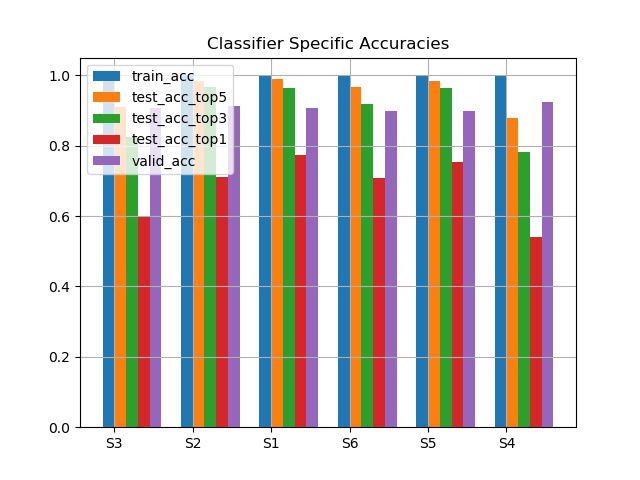 Classifier Specific Accuracies
1.0
0.8
0.6
0.4
0.2
0.0
train_acc
test_acc_top5
test_acc_top3
test_acc_top1
valid_acc
S3 S2 S1 S6 S5 S4